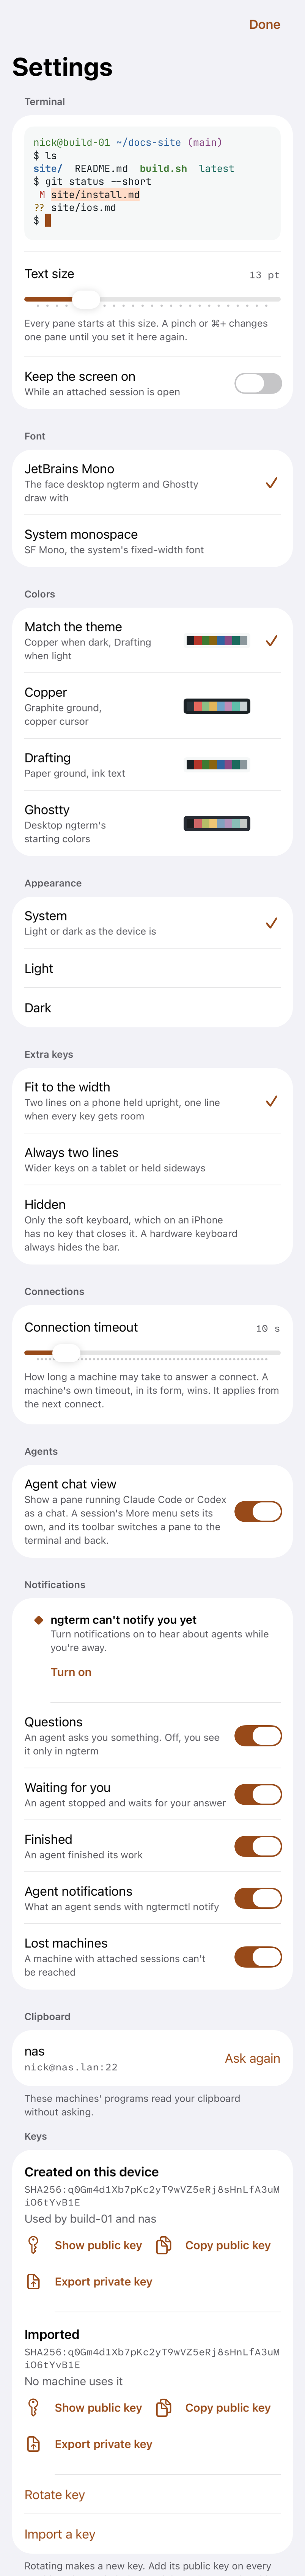 Done
Settings
Terminal
nick@build-01 ~/docs-site (main)
$ ls
site/ README.md build.sh latest
$ git status --short
M site/install.md
?? site/ios.md
$
Text size 13 pt
Every pane starts at this size. A pinch or ⌘+ changes
one pane until you set it here again.
Keep the screen on
While an attached session is open
Font
JetBrains Mono
The face desktop ngterm and Ghostty
draw with
System monospace
SF Mono, the system's fixed-width font
Colors
Match the theme
Copper when dark, Drafting
when light
Copper
Graphite ground,
copper cursor
Drafting
Paper ground, ink text
Ghostty
Desktop ngterm's
starting colors
Appearance
System
Light or dark as the device is
Light
Dark
Extra keys
Fit to the width
Two lines on a phone held upright, one line
when every key gets room
Always two lines
Wider keys on a tablet or held sideways
Hidden
Only the soft keyboard, which on an iPhone
has no key that closes it. A hardware keyboard
always hides the bar.
Connections
Connection timeout 10 s
How long a machine may take to answer a connect. A
machine's own timeout, in its form, wins. It applies from
the next connect.
Agents
Agent chat view
Show a pane running Claude Code or Codex
as a chat. A session's More menu sets its
own, and its toolbar switches a pane to the
terminal and back.
Notifications
ngterm can't notify you yet
Turn notifications on to hear about agents while
you're away.
Turn on
Questions
An agent asks you something. Off, you see
it only in ngterm
Waiting for you
An agent stopped and waits for your answer
Finished
An agent finished its work
Agent notifications
What an agent sends with ngtermctl notify
Lost machines
A machine with attached sessions can't
be reached
Clipboard
nas
nick@nas.lan:22
Ask again
These machines' programs read your clipboard
without asking.
Keys
Created on this device
SHA256:q0Gm4d1Xb7pKc2yT9wVZ5eRj8sHnLfA3uM
iO6tYvB1E
Used by build-01 and nas
Show public key Copy public key
Export private key
Imported
SHA256:q0Gm4d1Xb7pKc2yT9wVZ5eRj8sHnLfA3uM
iO6tYvB1E
No machine uses it
Show public key Copy public key
Export private key
Rotate key
Import a key
Rotating makes a new key. Add its public key on every